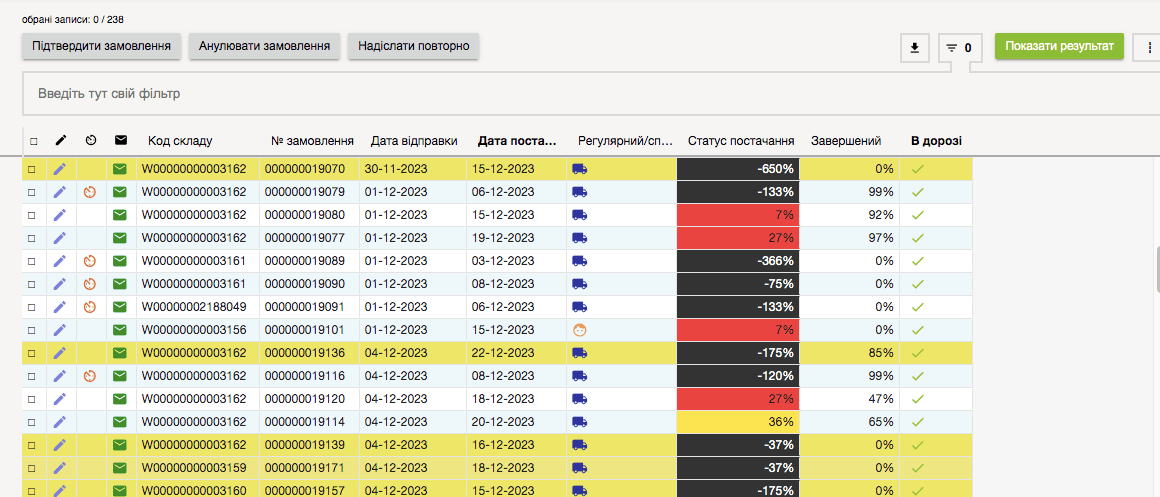 обрані записи: 0 / 238
Підтвердити замовлення Анулювати замовлення Надіслати повторно 0 Показати результат
Введіть тут свій фільтр
Код складу № замовлення Дата відправки Дата поста... Регулярний/сп... Статус постачання Завершений В дорозі
W00000000003162 000000019070 30-11-2023 15-12-2023 -650% 0%
W00000000003162 000000019079 01-12-2023 06-12-2023 -133% 99%
W00000000003162 000000019080 01-12-2023 15-12-2023 7% 92%
W00000000003162 000000019077 01-12-2023 19-12-2023 27% 97%
W00000000003161 000000019089 01-12-2023 03-12-2023 -366% 0%
W00000000003161 000000019090 01-12-2023 08-12-2023 -75% 0%
W00000002188049 000000019091 01-12-2023 06-12-2023 -133% 0%
W00000000003156 000000019101 01-12-2023 15-12-2023 7% 0%
W00000000003162 000000019136 04-12-2023 22-12-2023 -175% 85%
W00000000003162 000000019116 04-12-2023 08-12-2023 -120% 99%
W00000000003162 000000019120 04-12-2023 18-12-2023 27% 47%
W00000000003162 000000019114 04-12-2023 20-12-2023 36% 65%
W00000000003162 000000019139 04-12-2023 16-12-2023 -37% 0%
W00000000003159 000000019171 04-12-2023 18-12-2023 -37% 0%
W00000000003160 000000019157 04-12-2023 15-12-2023 -175% 0%